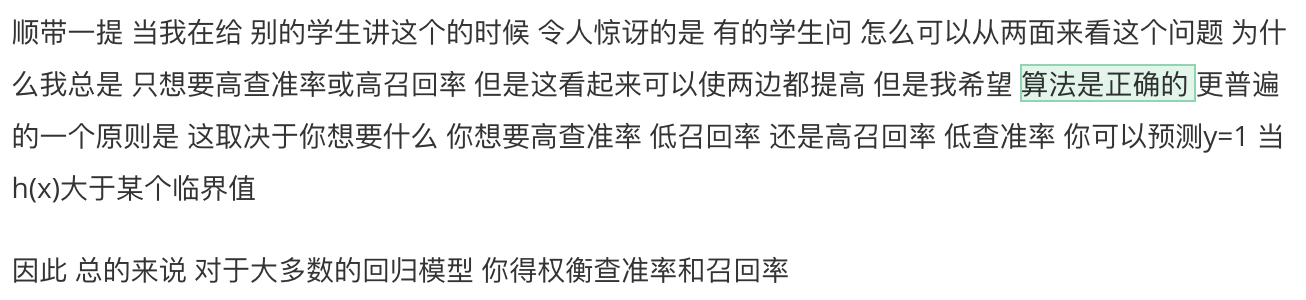 顺带一提 当我在给 别的学生讲这个的时候 令人惊讶的是 有的学生问 怎么可以从两面来看这个问题 为什
么我总是 只想要高查准率或高召回率 但是这看起来可以使两边都提高 但是我希望 算法是正确的 更普遍
的一个原则是 这取决于你想要什么 你想要高查准率 低召回率 还是高召回率 低查准率 你可以预测y=1 当
h(x)大于某个临界值
因此 总的来说 对于大多数的回归模型 你得权衡查准率和召回率